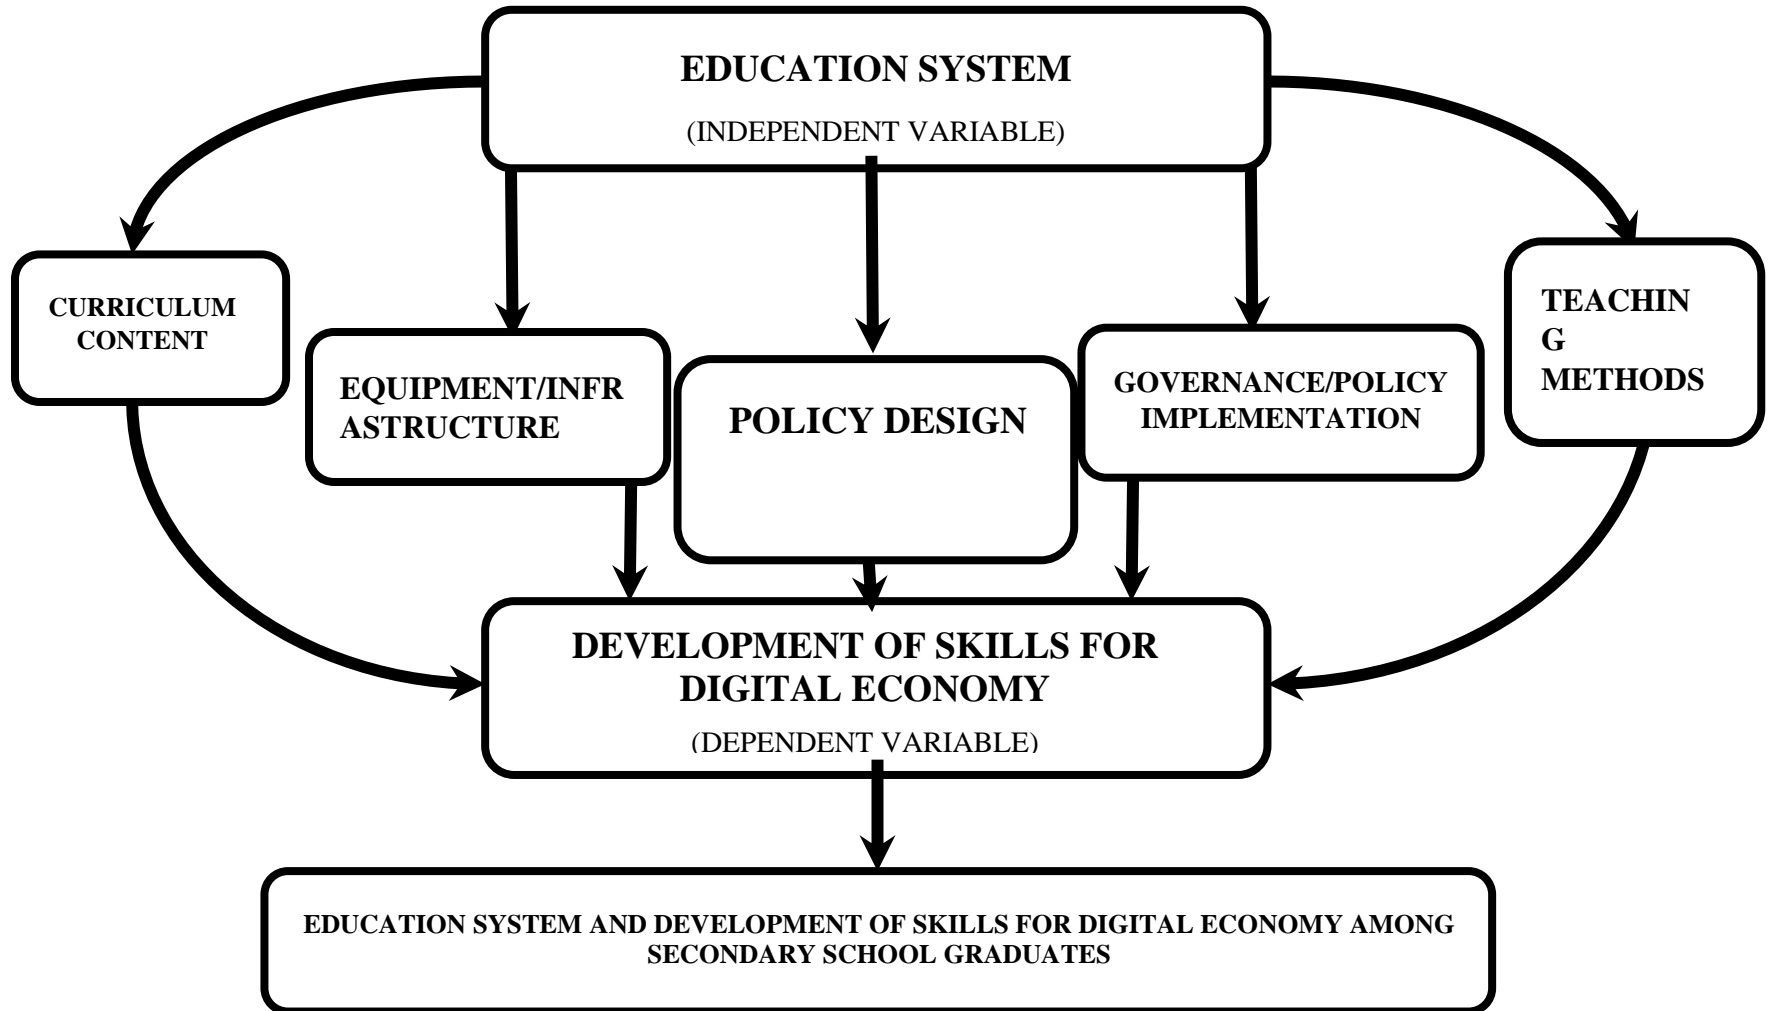 EDUCATION SYSTEM
(INDEPENDENT VARIABLE)
CURRICULUM
CONTENT
EQUIPMENT/INFR
ASTRUCTURE
POLICY DESIGN
GOVERNANCE/POLICY
IMPLEMENTATION
TEACHIN
G
METHODS
DEVELOPMENT OF SKILLS FOR
DIGITAL ECONOMY
(DEPENDENT VARIABLE)
EDUCATION SYSTEM AND DEVELOPMENT OF SKILLS FOR DIGITAL ECONOMY AMONG
SECONDARY SCHOOL GRADUATES